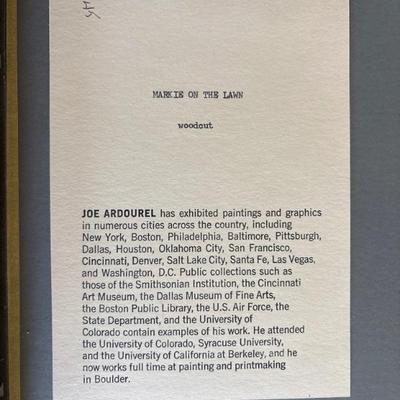 MARKIE ON THE LAWN
woodcut
JOE ARDOUREL has exhibited paintings and graphics
in numerous cities across the country, including
New York, Boston, Philadelphia, Baltimore, Pittsburgh,
Dallas, Houston, Oklahoma City, San Francisco,
Cincinnati, Denver, Salt Lake City, Santa Fe, Las Vegas,
and Washington, D.C. Public collections such as
those of the Smithsonian Institution, the Cincinnati
Art Museum, the Dallas Museum of Fine Arts,
the Boston Public Library, the U.S. Air Force, the
State Department, and the University of
Colorado contain examples of his work. He attended
the University of Colorado, Syracuse University,
and the University of California at Berkeley, and he
now works full time at painting and printmaking
in Boulder.